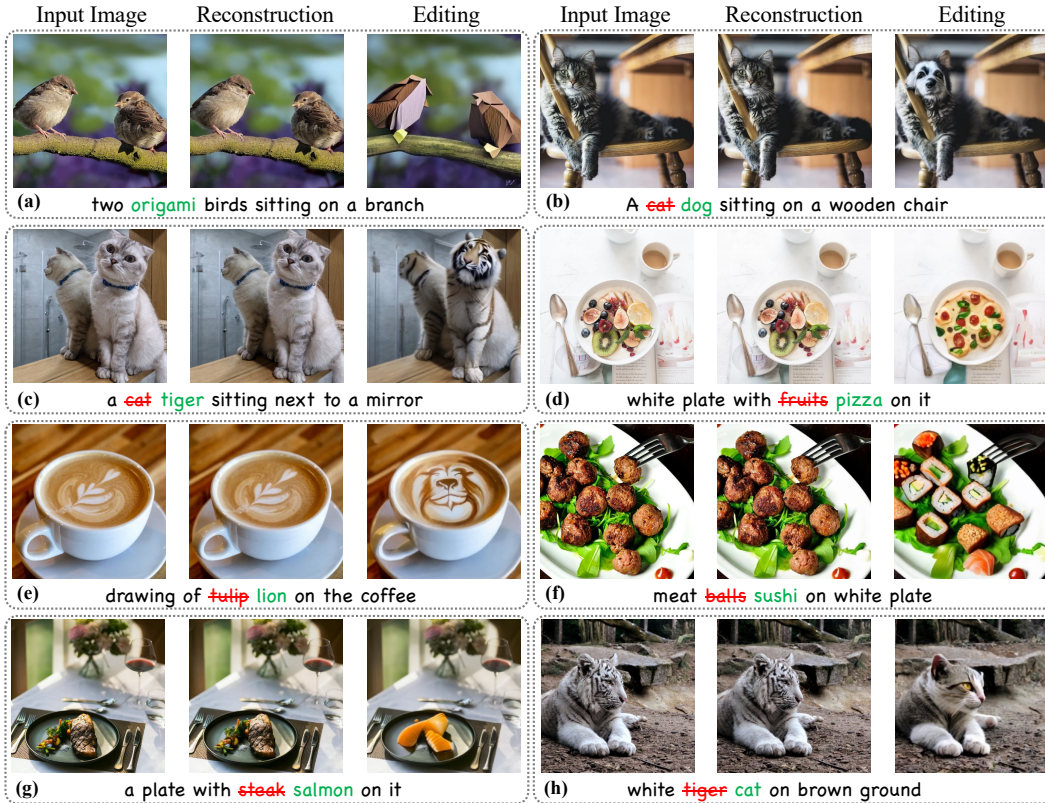 Input Image Reconstruction Editing Input Image Reconstruction Editing
(a) two origami birds sitting on a branch
(b) A cat dog sitting on a wooden chair
(c) a cat tiger sitting next to a mirror
(d) white plate with fruits pizza on it
(e) drawing of tulip lion on the coffee
(f) meat balls sushi on white plate
(g) a plate with steak salmon on it
(h) white tiger cat on brown ground